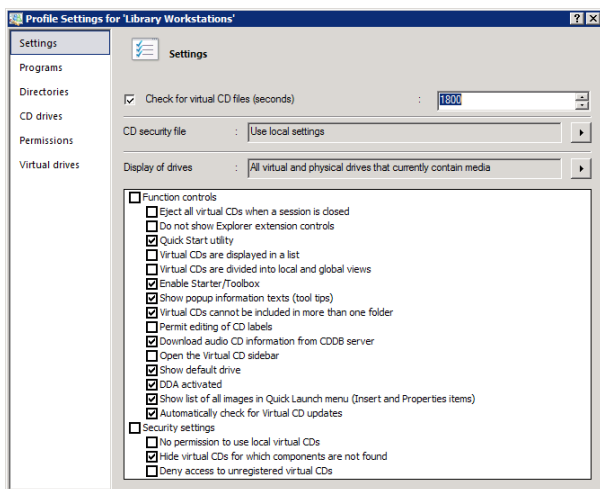 Profile Settings for 'Library Workstations'
Settings
Programs
Directories
CD drives
Permissions
Virtual drives
Settings
Check for virtual CD files (seconds) : 1800
CD security file : Use local settings
Display of drives : All virtual and physical drives that currently contain media
Function controls
Eject all virtual CDs when a session is closed
Do not show Explorer extension controls
Quick Start utility
Virtual CDs are displayed in a list
Virtual CDs are divided into local and global views
Enable Starter/Toolbox
Show popup information texts (tool tips)
Virtual CDs cannot be included in more than one folder
Permit editing of CD labels
Download audio CD information from CDDB server
Open the Virtual CD sidebar
Show default drive
DDA activated
Show list of all images in Quick Launch menu (Insert and Properties items)
Automatically check for Virtual CD updates
Security settings
No permission to use local virtual CDs
Hide virtual CDs for which components are not found
Deny access to unregistered virtual CDs